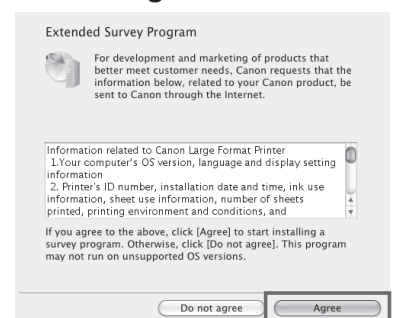 Extended Survey Program
For development and marketing of products that
better meet customer needs, Canon requests that the
information below, related to your Canon product, be
sent to Canon through the Internet.
Information related to Canon Large Format Printer
1.Your computer's OS version, language and display setting
information
2. Printer's ID number, installation date and time, ink use
information, sheet use information, number of sheets
printed, printing environment and conditions, and
If you agree to the above, click [Agree] to start installing a
survey program. Otherwise, click [Do not agree]. This program
may not run on unsupported OS versions.
Do not agree
Agree